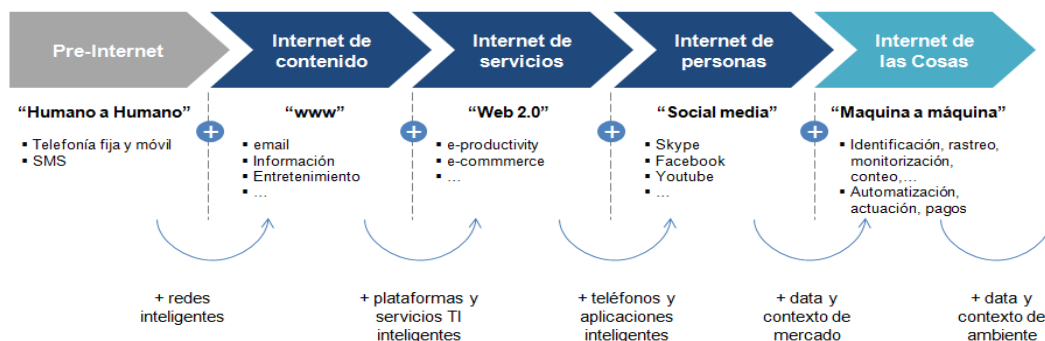 Pre-Internet
Internet de
contenido
Internet de
servicios
Internet de
personas
Internet de
las Cosas
“Humano a Humano”
“www”
“Web 2.0”
“Social media”
“Maquina a máquina”
▪ Telefonía fija y móvil
▪ SMS
+
▪ email
▪ Información
▪ Entretenimiento
▪ ...
+
▪ e-productivity
▪ e-commmerce
▪ ...
+
▪ Skype
▪ Facebook
▪ Youtube
▪ ...
+
▪ Identificación, rastreo,
monitorización,
conteo,...
▪ Automatización,
actuación, pagos
+ redes
inteligentes
+ plataformas y
servicios TI
inteligentes
+ teléfonos y
aplicaciones
inteligentes
+ data y
contexto de
mercado
+ data y
contexto de
ambiente